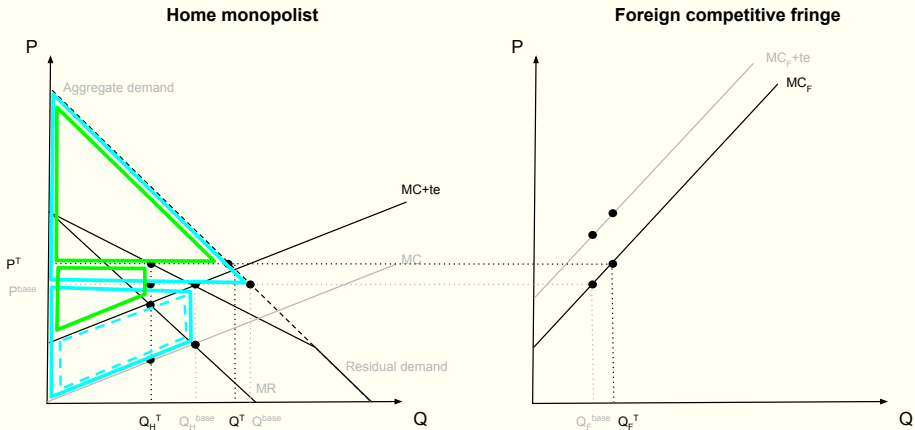 Home monopolist
Foreign competitive fringe
P
P
Aggregate demand
MC_F+te
MC_F
MC+te
P^T
MC
P^base
Residual demand
MR
Q_H^T
Q_H^base
Q^T
Q^base
Q
Q_F^base
Q_F^T
Q